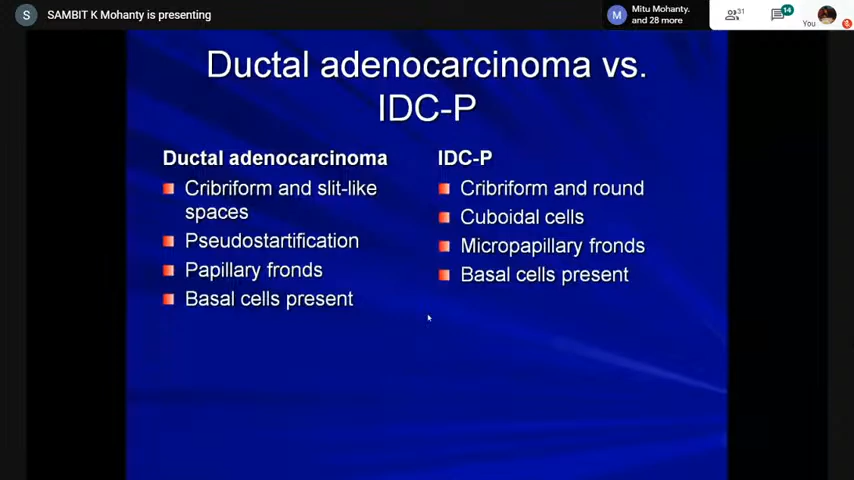 S SAMBIT K Mohanty is presenting
M Mitu Mohanty.
and 28 more
31
14
You
Ductal adenocarcinoma vs.
IDC-P
Ductal adenocarcinoma
Cribriform and slit-like
spaces
Pseudostartification
Papillary fronds
Basal cells present
IDC-P
Cribriform and round
Cuboidal cells
Micropapillary fronds
Basal cells present